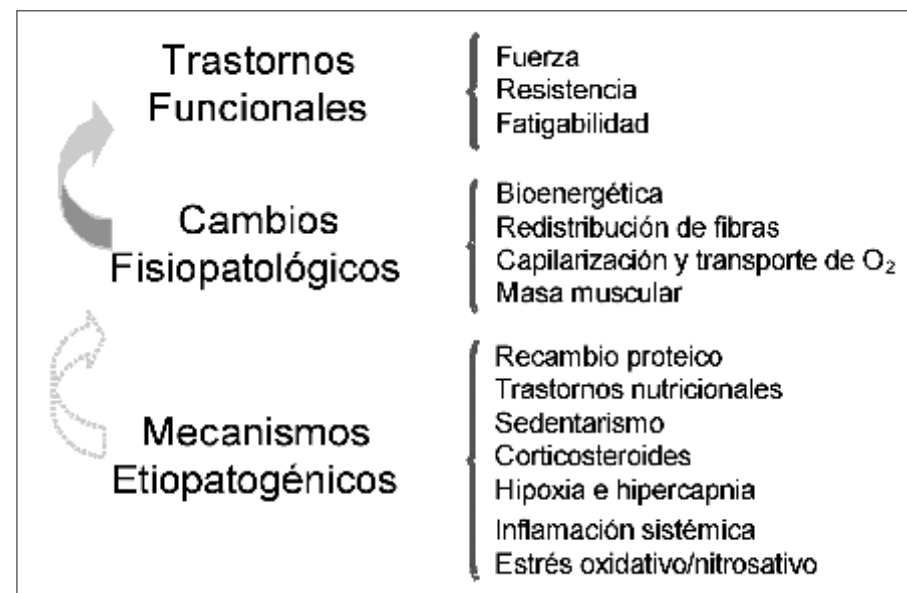 Trastornos
Funcionales
Fuerza
Resistencia
Fatigabilidad
Cambios
Fisiopatológicos
Bioenergética
Redistribución de fibras
Capilarización y transporte de O₂
Masa muscular
Mecanismos
Etiopatogénicos
Recambio proteico
Trastornos nutricionales
Sedentarismo
Corticosteroides
Hipoxia e hipercapnia
Inflamación sistémica
Estrés oxidativo/nitrosativo